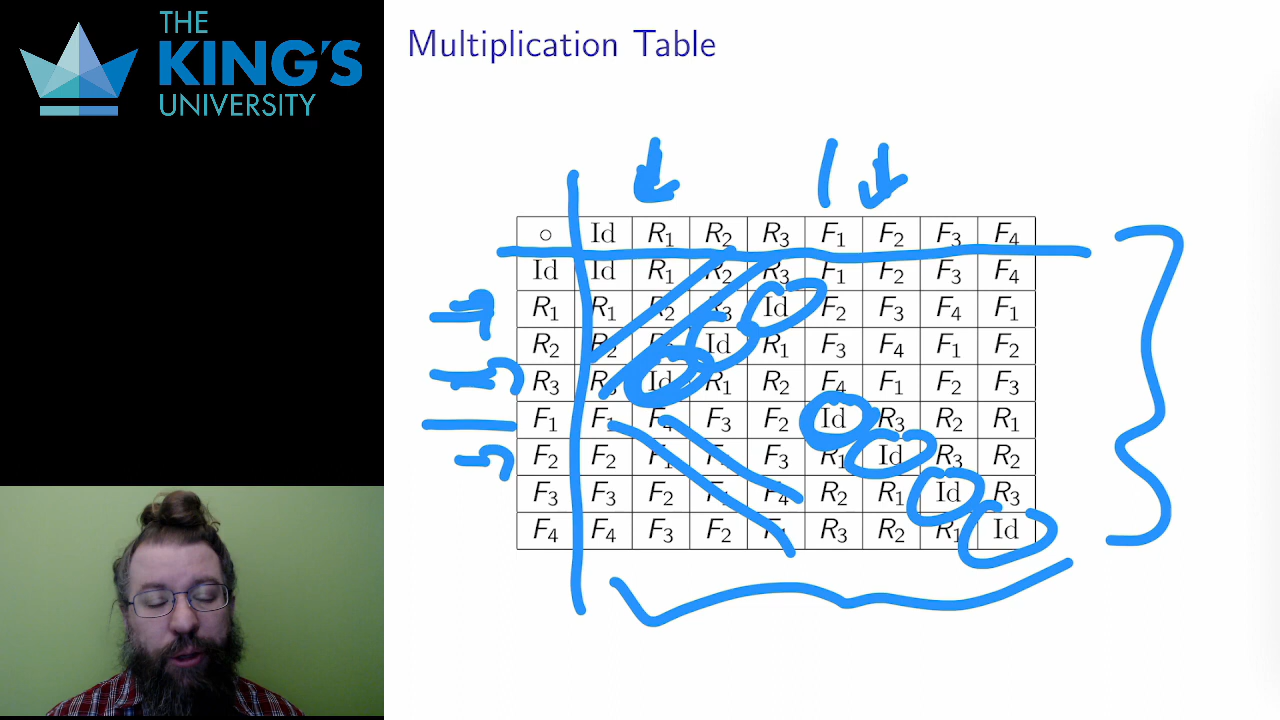 THE
KING'S
UNIVERSITY
Multiplication Table
∘ Id R₁ R₂ R₃ F₁ F₂ F₃ F₄
Id Id R₁ R₂ R₃ F₁ F₂ F₃ F₄
R₁ R₁ R₂ R₃ Id F₂ F₃ F₄ F₁
R₂ R₂ Id R₁ F₃ F₄ F₁ F₂
R₃ R₃ Id R₁ R₂ F₄ F₁ F₂ F₃
F₁ F₁ F₄ F₃ F₂ Id R₃ R₂ R₁
F₂ F₂ F₁ F₃ R₁ Id R₃ R₂
F₃ F₃ F₂ F₁ F₄ R₂ R₁ Id R₃
F₄ F₄ F₃ F₂ F₁ R₃ R₂ R₁ Id